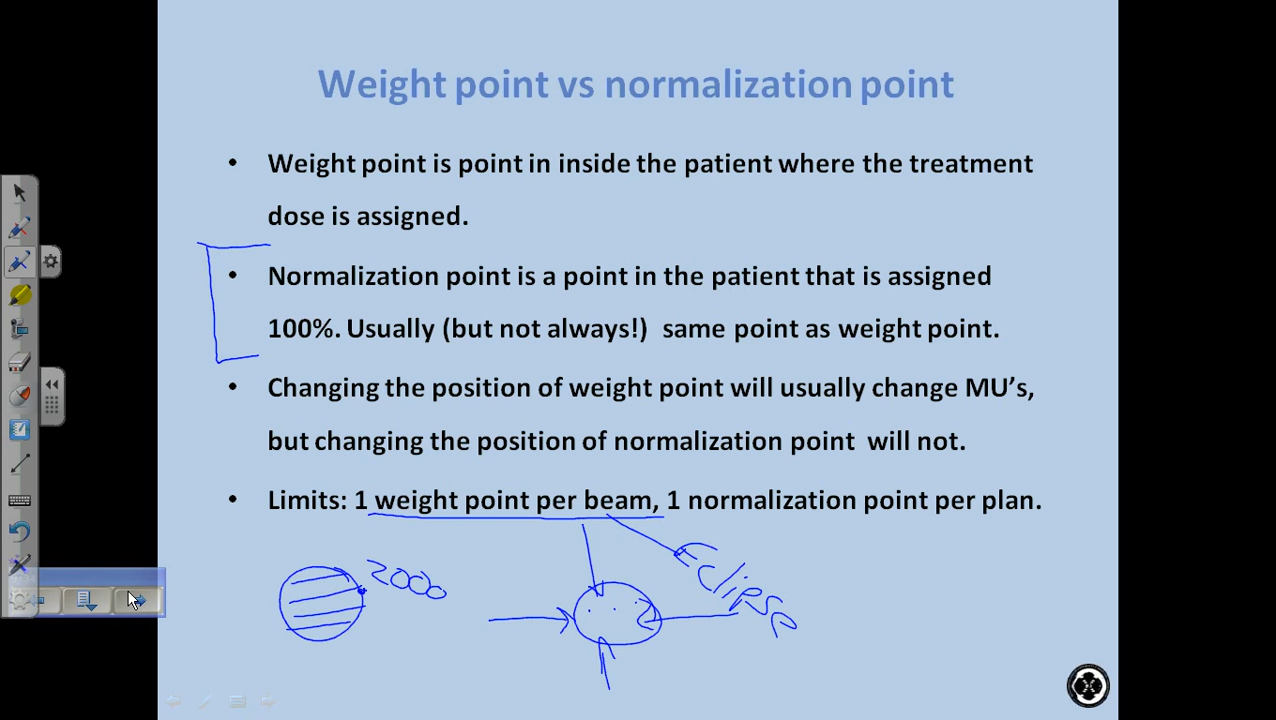 Weight point vs normalization point
• Weight point is point in inside the patient where the treatment
dose is assigned.
• Normalization point is a point in the patient that is assigned
100%. Usually (but not always!) same point as weight point.
• Changing the position of weight point will usually change MU's,
but changing the position of normalization point will not.
• Limits: 1 weight point per beam, 1 normalization point per plan.
2000
Eclipse